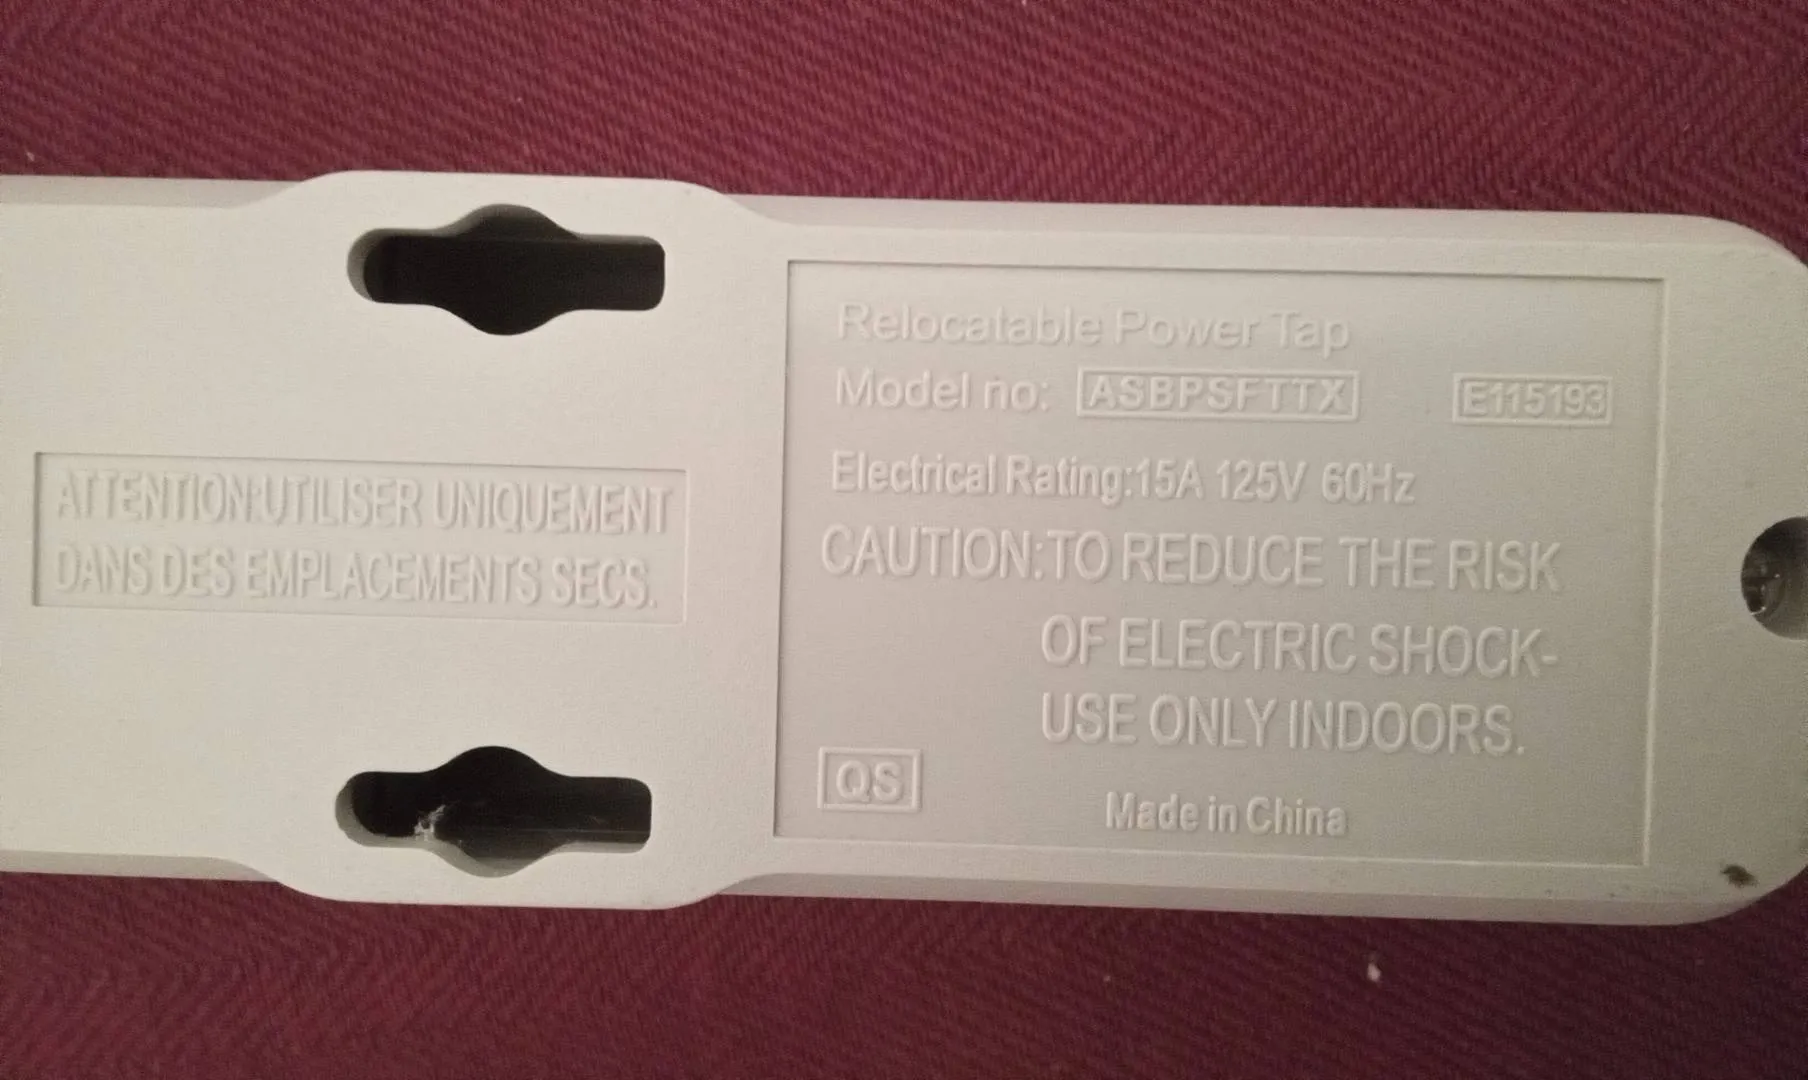 ATTENTION:UTILISER UNIQUEMENT
DANS DES EMPLACEMENTS SECS.
Relocatable Power Tap
Model no: ASBPSFTTX E115193
Electrical Rating:15A 125V 60Hz
CAUTION:TO REDUCE THE RISK
OF ELECTRIC SHOCK-
USE ONLY INDOORS.
QS
Made in China